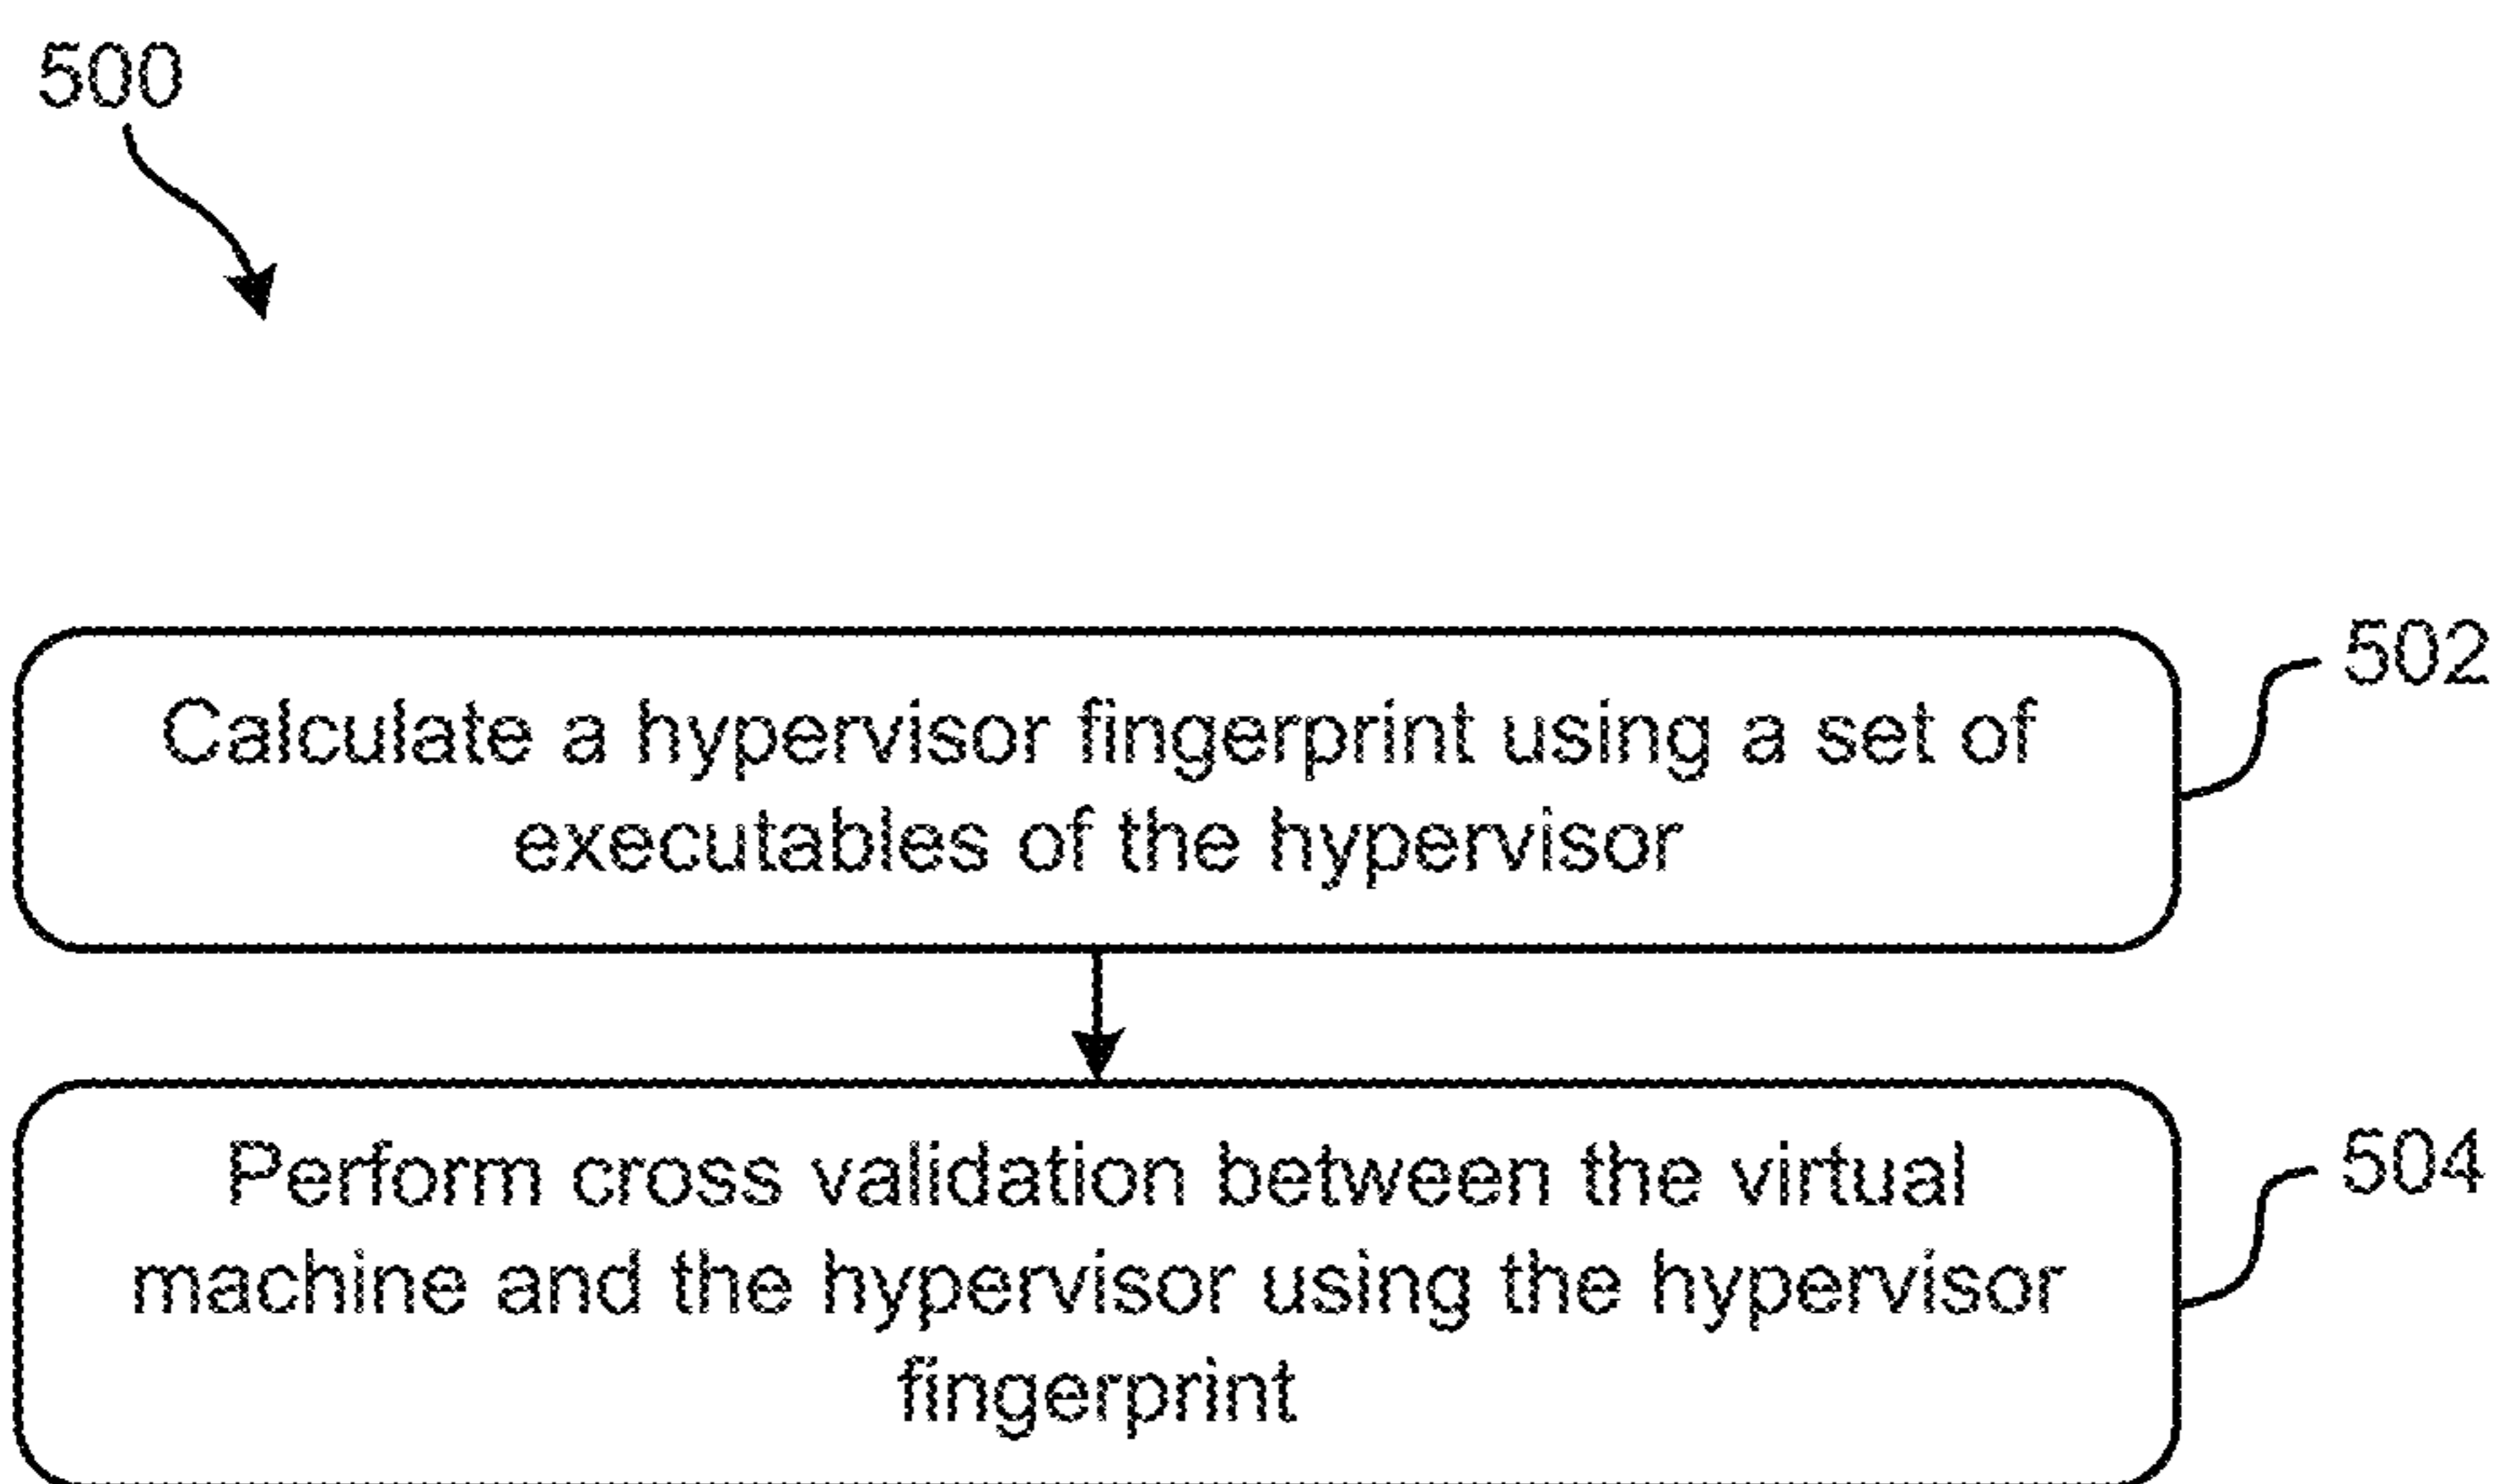 500
502
Calculate a hypervisor fingerprint using a set of
executables of the hypervisor
504
Perform cross validation between the virtual
machine and the hypervisor using the hypervisor
fingerprint